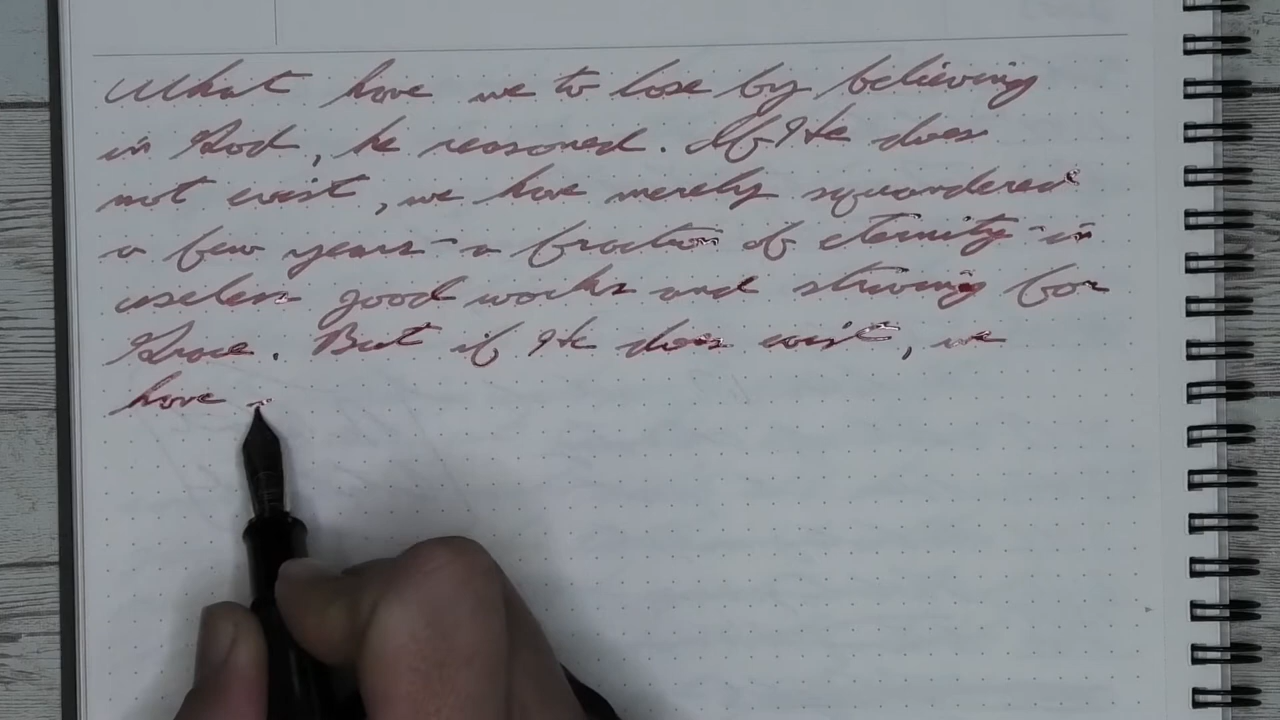 What have we to lose by believing
in God, he reasoned. If He does
not exist, we have merely squandered
a few years - a fraction of eternity - in
useless good works and striving for
Grace. But if He does exist, we
have